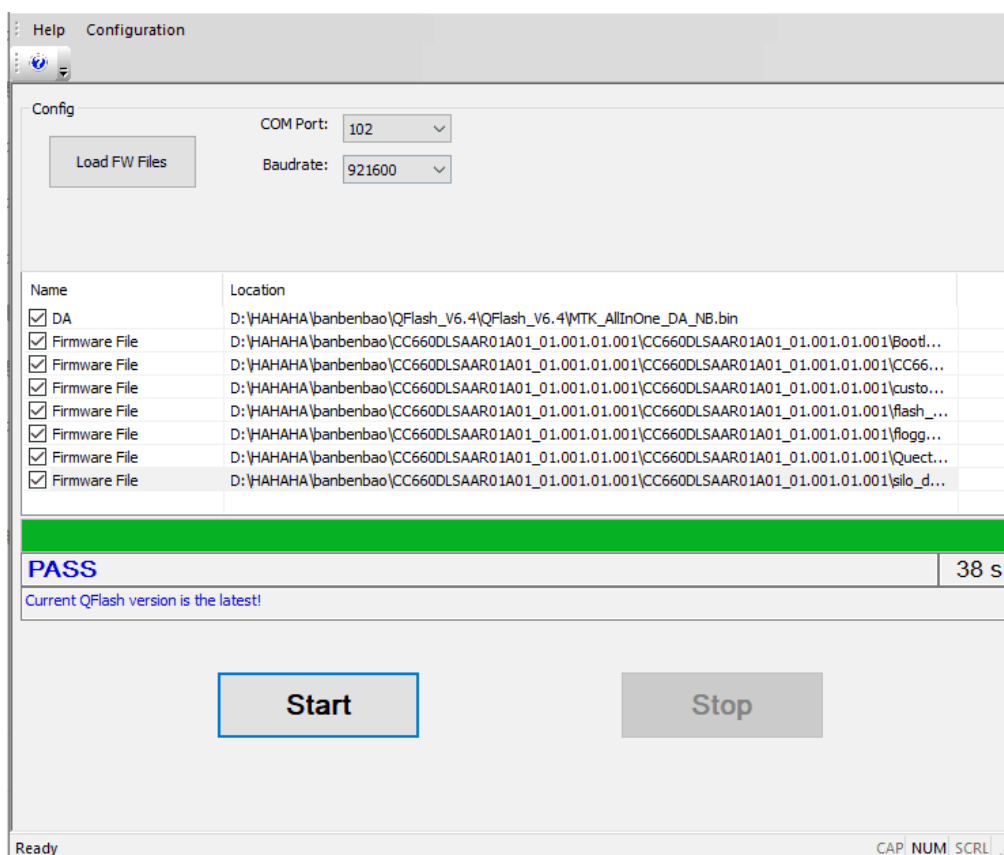 Help Configuration
Config
COM Port: 102
Load FW Files
Baudrate: 921600
Name Location
DA D:\HAHAHA\banbenbao\QFlash_V6.4\QFlash_V6.4\MTK_AllInOne_DA_NB.bin
Firmware File D:\HAHAHA\banbenbao\CC660DLSAAR01A01_01.001.01.001\CC660DLSAAR01A01_01.001.01.001\Bootl...
Firmware File D:\HAHAHA\banbenbao\CC660DLSAAR01A01_01.001.01.001\CC660DLSAAR01A01_01.001.01.001\CC66...
Firmware File D:\HAHAHA\banbenbao\CC660DLSAAR01A01_01.001.01.001\CC660DLSAAR01A01_01.001.01.001\custo...
Firmware File D:\HAHAHA\banbenbao\CC660DLSAAR01A01_01.001.01.001\CC660DLSAAR01A01_01.001.01.001\flash_...
Firmware File D:\HAHAHA\banbenbao\CC660DLSAAR01A01_01.001.01.001\CC660DLSAAR01A01_01.001.01.001\flogg...
Firmware File D:\HAHAHA\banbenbao\CC660DLSAAR01A01_01.001.01.001\CC660DLSAAR01A01_01.001.01.001\Quect...
Firmware File D:\HAHAHA\banbenbao\CC660DLSAAR01A01_01.001.01.001\CC660DLSAAR01A01_01.001.01.001\silo_d...
PASS 38 s
Current QFlash version is the latest!
Start Stop
Ready CAP NUM SCRL